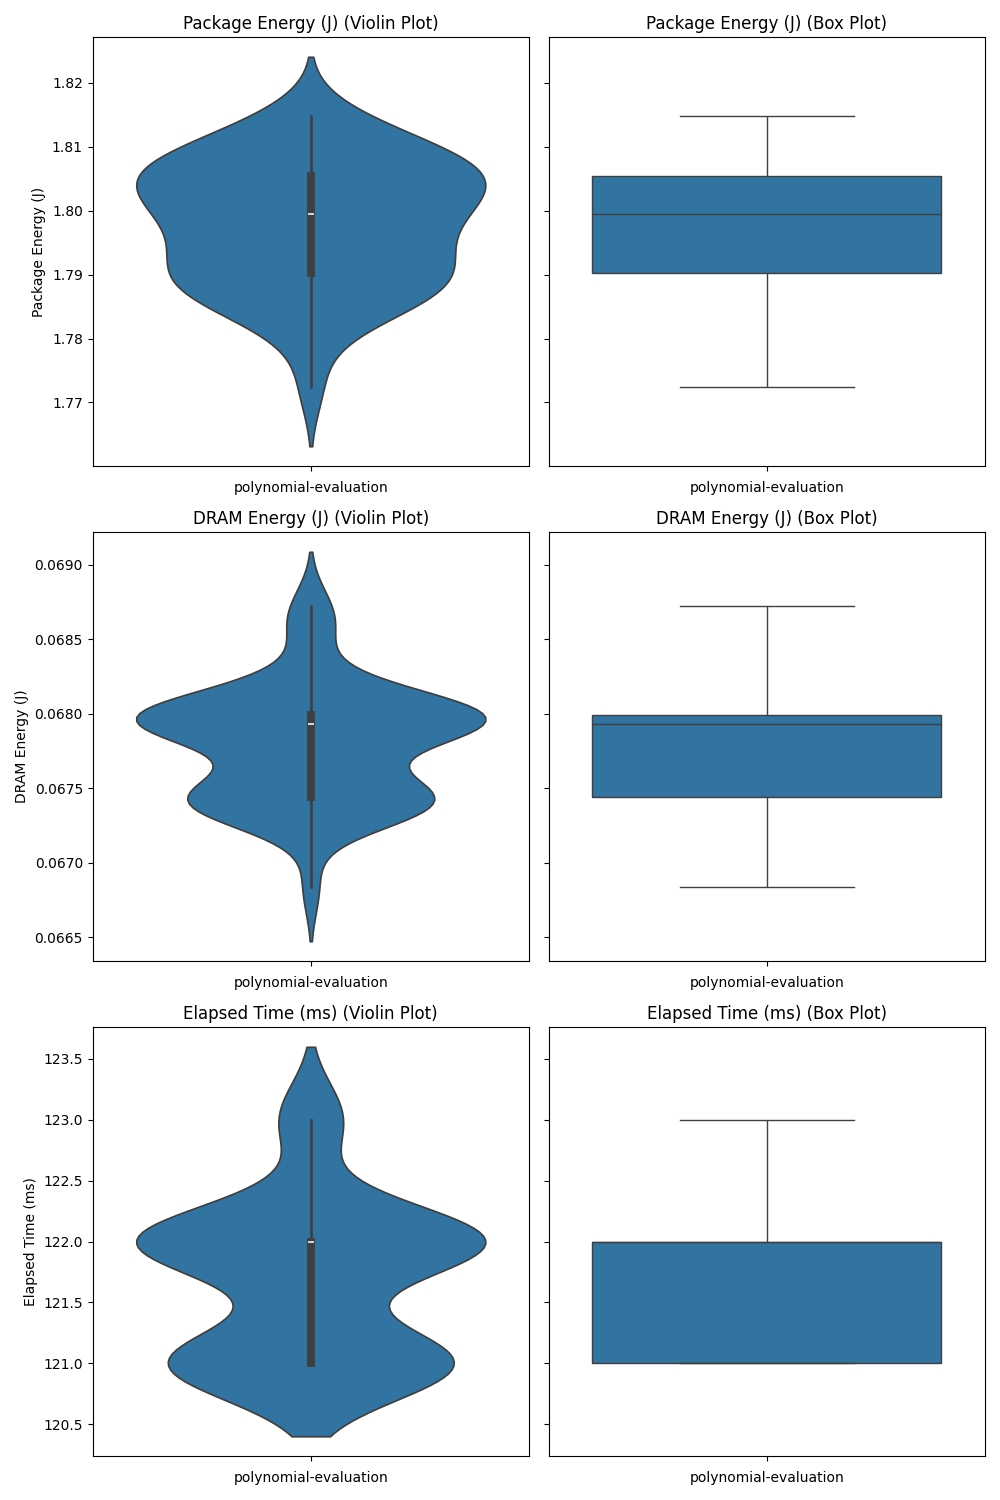 Package Energy (J) (Violin Plot)
Package Energy (J) (Box Plot)
Package Energy (J)
1.82
1.81
1.80
1.79
1.78
1.77
polynomial-evaluation
polynomial-evaluation
DRAM Energy (J) (Violin Plot)
DRAM Energy (J) (Box Plot)
DRAM Energy (J)
0.0690
0.0685
0.0680
0.0675
0.0670
0.0665
polynomial-evaluation
polynomial-evaluation
Elapsed Time (ms) (Violin Plot)
Elapsed Time (ms) (Box Plot)
Elapsed Time (ms)
123.5
123.0
122.5
122.0
121.5
121.0
120.5
polynomial-evaluation
polynomial-evaluation